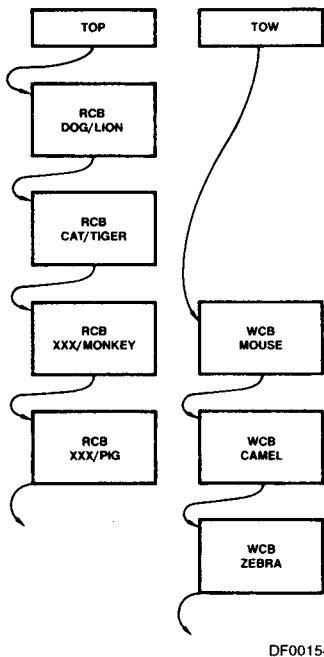 TOP
TOW
RCB
DOG/LION
RCB
CAT/TIGER
RCB
XXX/MONKEY
WCB
MOUSE
RCB
XXX/PIG
WCB
CAMEL
WCB
ZEBRA